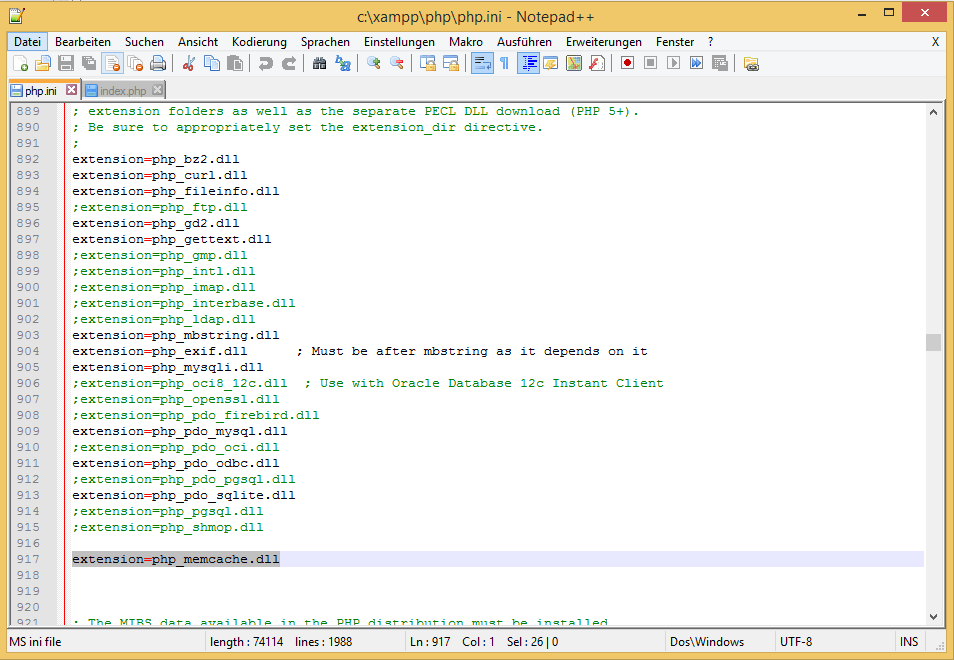 c:\xampp\php\php.ini - Notepad++
Datei Bearbeiten Suchen Ansicht Kodierung Sprachen Einstellungen Makro Ausführen Erweiterungen Fenster ? X
php.ini index.php
889 ; extension folders as well as the separate PECL DLL download (PHP 5+).
890 ; Be sure to appropriately set the extension_dir directive.
891 ;
892 extension=php_bz2.dll
893 extension=php_curl.dll
894 extension=php_fileinfo.dll
895 ;extension=php_ftp.dll
896 extension=php_gd2.dll
897 extension=php_gettext.dll
898 ;extension=php_gmp.dll
899 ;extension=php_intl.dll
900 ;extension=php_imap.dll
901 ;extension=php_interbase.dll
902 ;extension=php_ldap.dll
903 extension=php_mbstring.dll
904 extension=php_exif.dll      ; Must be after mbstring as it depends on it
905 extension=php_mysqli.dll
906 ;extension=php_oci8_12c.dll  ; Use with Oracle Database 12c Instant Client
907 ;extension=php_openssl.dll
908 ;extension=php_pdo_firebird.dll
909 extension=php_pdo_mysql.dll
910 ;extension=php_pdo_oci.dll
911 extension=php_pdo_odbc.dll
912 ;extension=php_pdo_pgsql.dll
913 extension=php_pdo_sqlite.dll
914 ;extension=php_pgsql.dll
915 ;extension=php_shmop.dll
916
917 extension=php_memcache.dll
918
919
920
921 ; The MIBS data available in the PHP distribution must be installed.
MS ini file length : 74114 lines : 1988 Ln : 917 Col : 1 Sel : 26 | 0 Dos\Windows UTF-8 INS